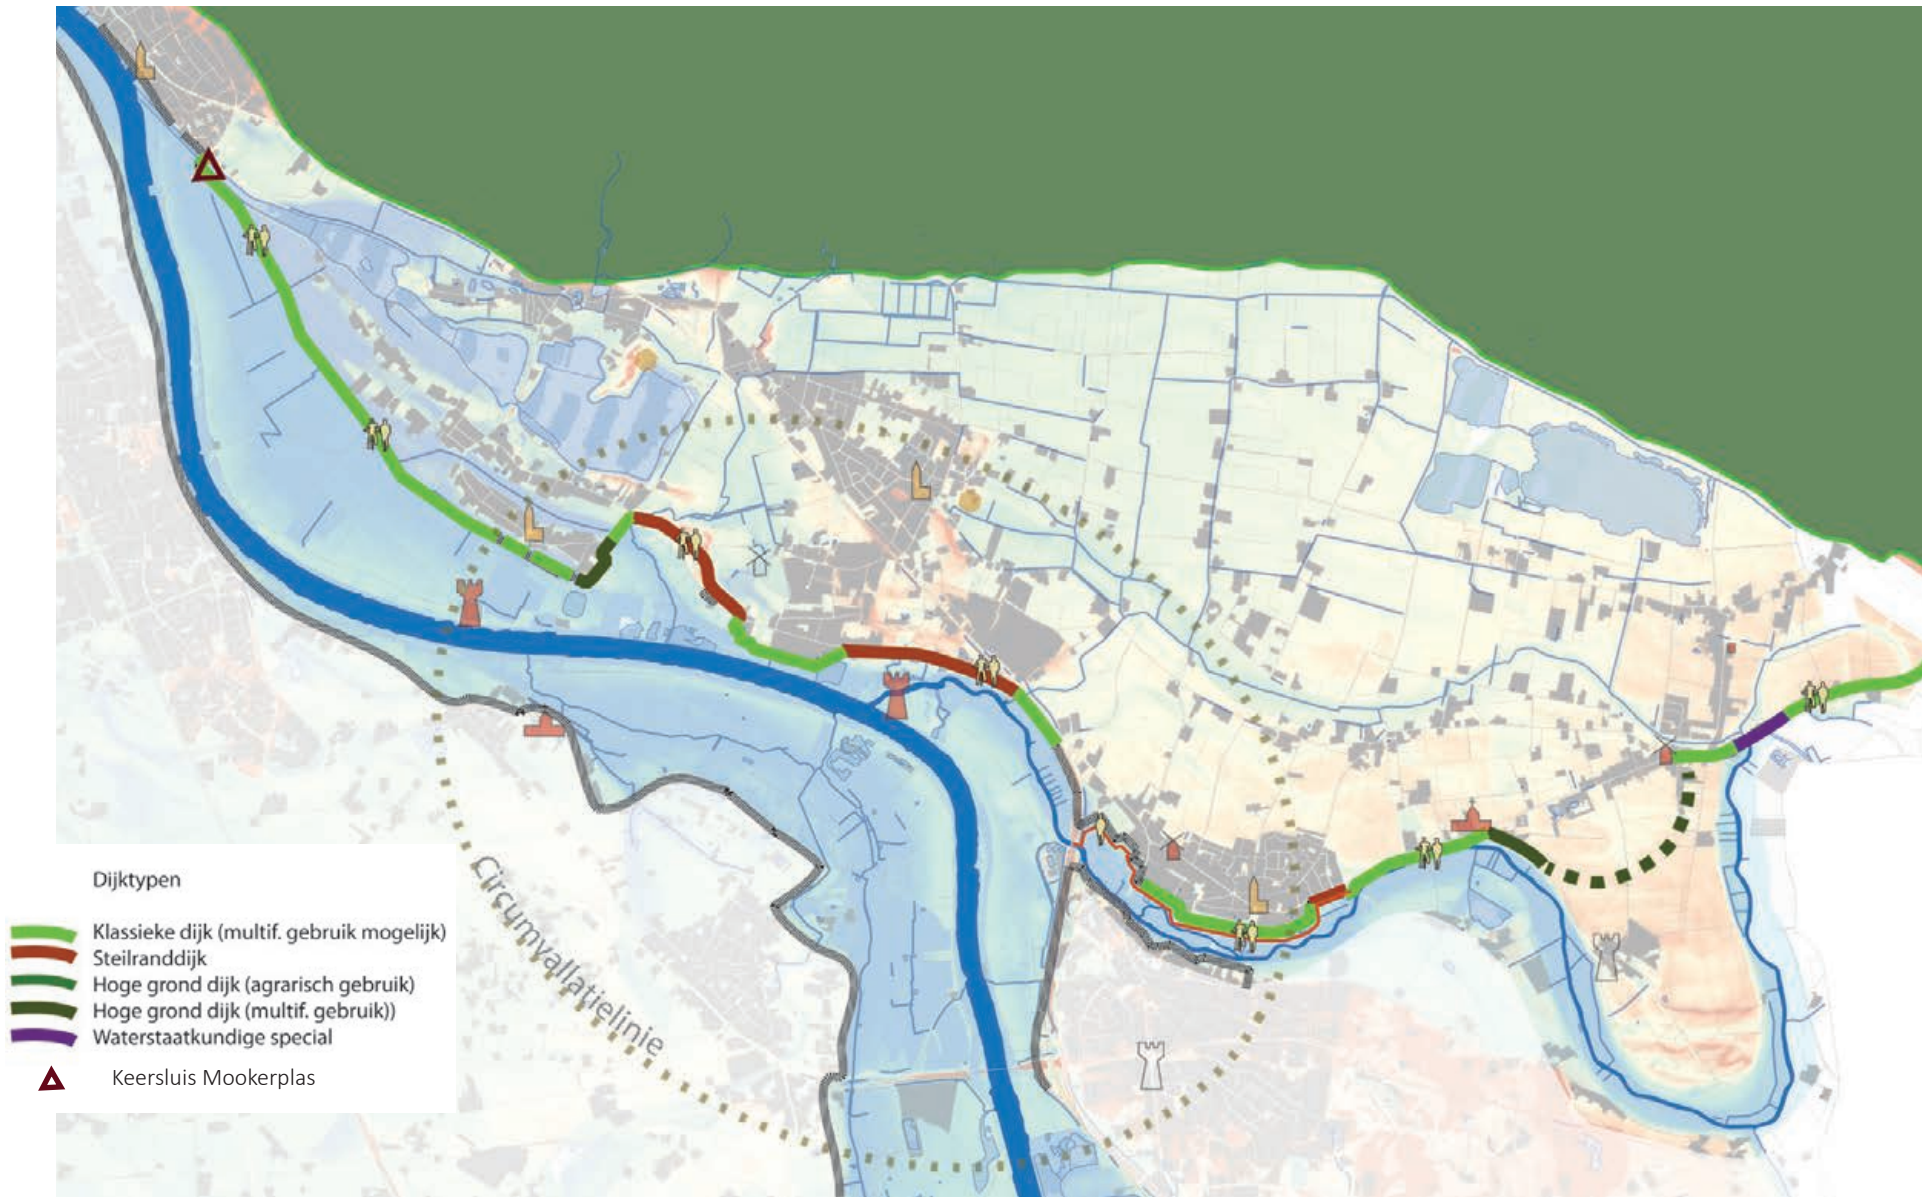 Circumvallatielinie
Dijktypen
Klassieke dijk (multif. gebruik mogelijk)
Steilranddijk
Hoge grond dijk (agrarisch gebruik)
Hoge grond dijk (multif. gebruik))
Waterstaatkundige special
Keersluis Mookerplas